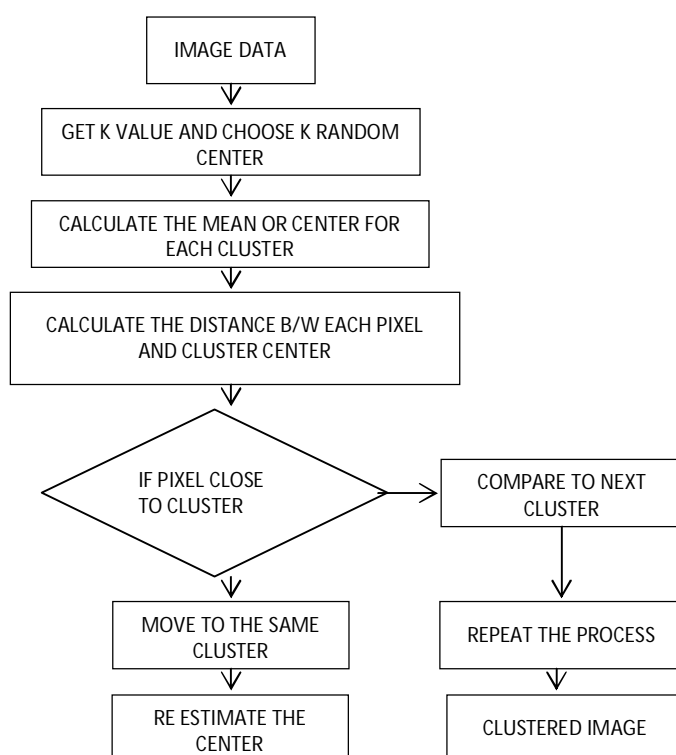 IMAGE DATA
GET K VALUE AND CHOOSE K RANDOM
CENTER
CALCULATE THE MEAN OR CENTER FOR
EACH CLUSTER
CALCULATE THE DISTANCE B/W EACH PIXEL
AND CLUSTER CENTER
IF PIXEL CLOSE
TO CLUSTER
COMPARE TO NEXT
CLUSTER
MOVE TO THE SAME
CLUSTER
REPEAT THE PROCESS
RE ESTIMATE THE
CENTER
CLUSTERED IMAGE